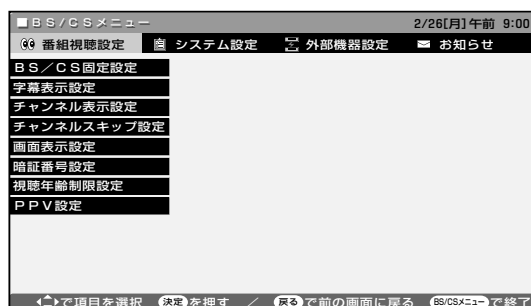 ■BS/CSメニュー 2/26[月]午前 9:00
番組視聴設定 システム設定 外部機器設定 お知らせ
BS／CS固定設定
字幕表示設定
チャンネル表示設定
チャンネルスキップ設定
画面表示設定
暗証番号設定
視聴年齢制限設定
PPV設定
で項目を選択 決定を押す ／ 戻るで前の画面に戻る BS/CSメニューで終了